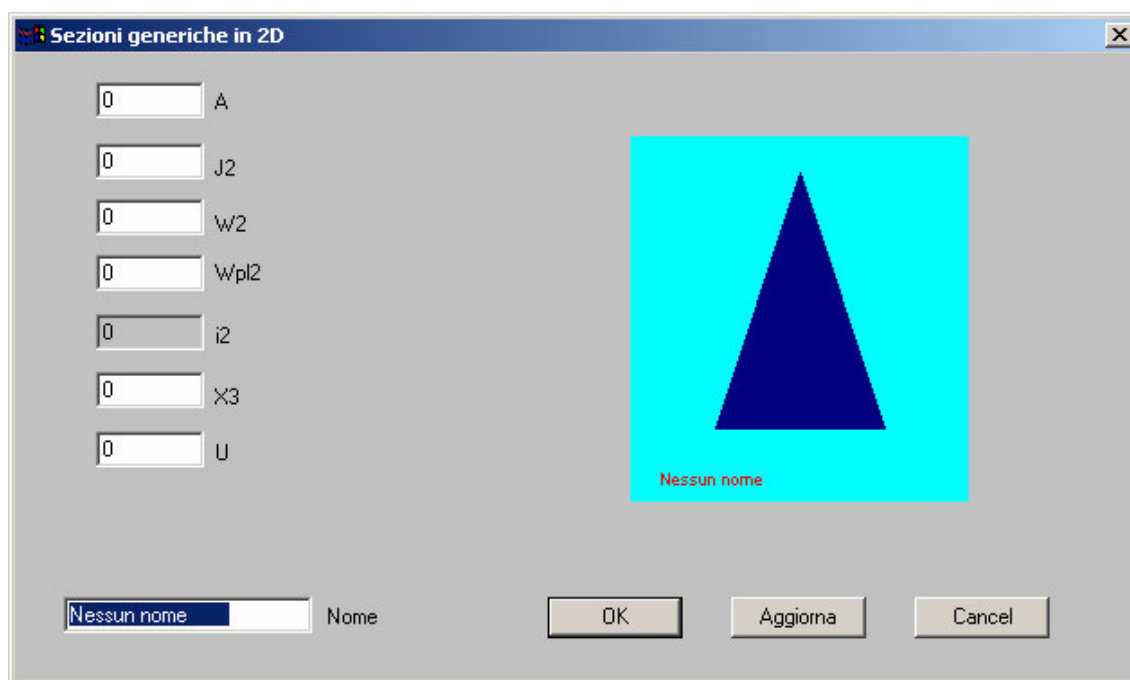 Sezioni generiche in 2D
0 A
0 J2
0 W2
0 Wpl2
0 i2
0 X3
0 U
Nessun nome
Nessun nome Nome OK Aggiorna Cancel